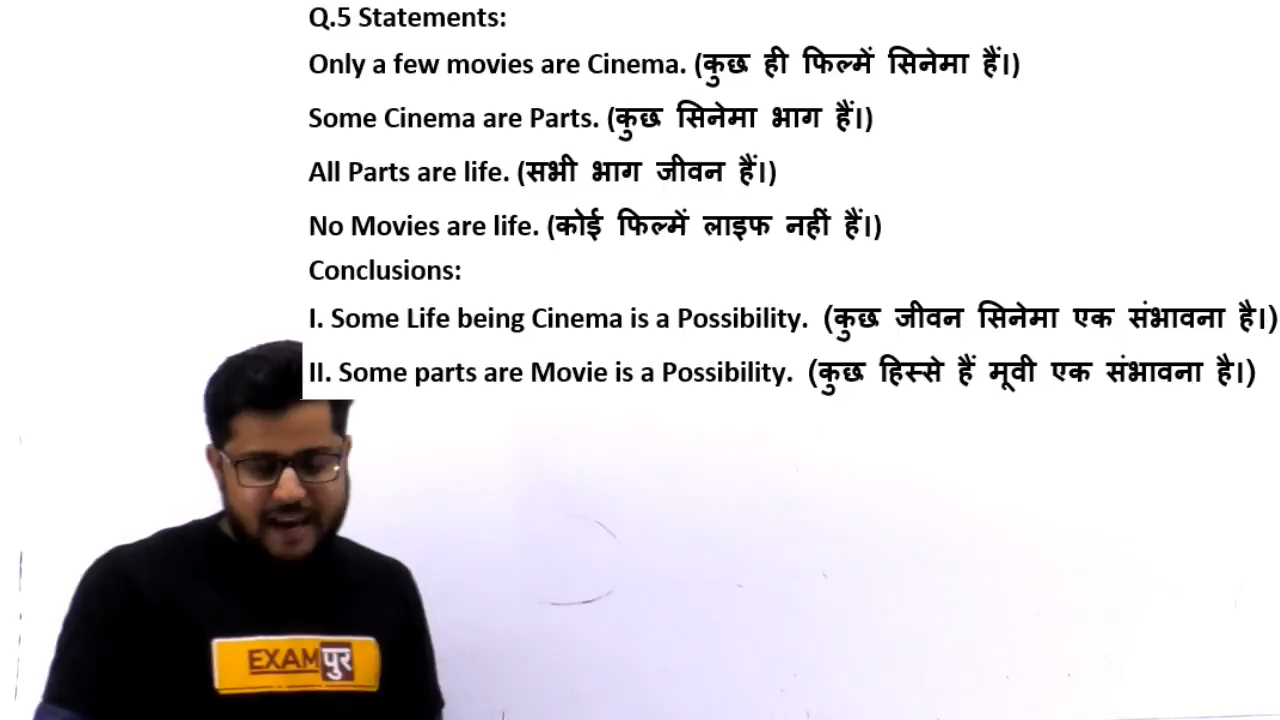 Q.5 Statements:
Only a few movies are Cinema. (कुछ ही फिल्में सिनेमा हैं।)
Some Cinema are Parts. (कुछ सिनेमा भाग हैं।)
All Parts are life. (सभी भाग जीवन हैं।)
No Movies are life. (कोई फिल्में लाइफ नहीं हैं।)
Conclusions:
I. Some Life being Cinema is a Possibility. (कुछ जीवन सिनेमा एक संभावना है।)
II. Some parts are Movie is a Possibility. (कुछ हिस्से हैं मूवी एक संभावना है।)
EXAMपुर